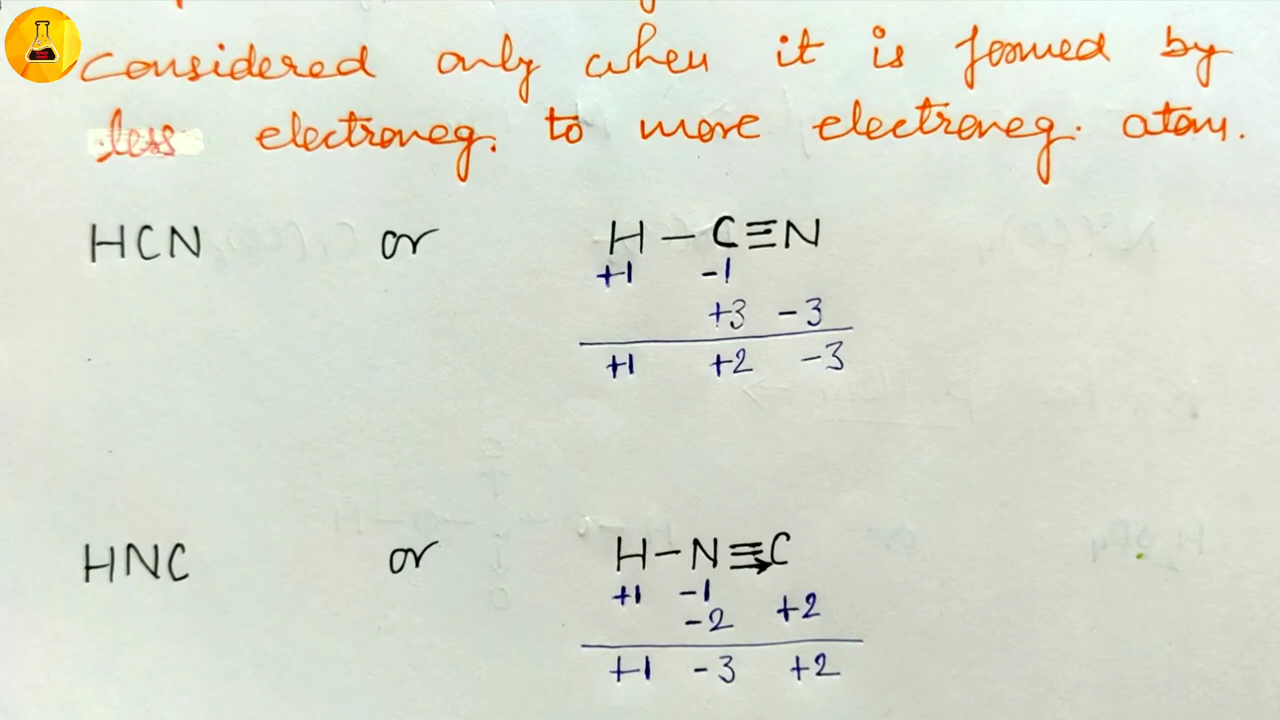 considered only when it is formed by
less electroneg. to more electroneg. atom.
HCN or H – C≡N
+1 -1
+3 -3
+1 +2 -3
HNC or H–N≡C
+1 -1
-2 +2
+1 -3 +2